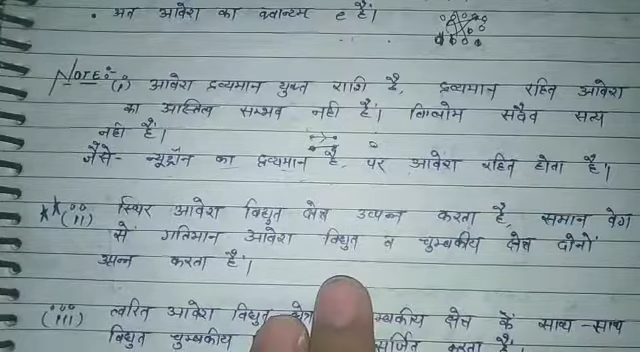 • अतः आवेश का क्वान्टम e है।
NOTE:- (i) आवेश द्रव्यमान युक्त राशि है, द्रव्यमान रहित आवेश
का अस्तित्व सम्भव नही है। विलोम सदैव सत्य
नही है।
जैसे- न्यूट्रॉन का द्रव्यमान है, पर आवेश रहित होता है।
(ii) स्थिर आवेश विद्युत क्षेत्र उत्पन्न करता है, समान वेग
से गतिमान आवेश विद्युत व चुम्बकीय क्षेत्र दोनों
उत्पन्न करता है।
(iii) त्वरित आवेश विद्युत क्षेत्र म्बकीय क्षेत्र के साथ-साथ
विद्युत चुम्बकीय सर्जित करता है।